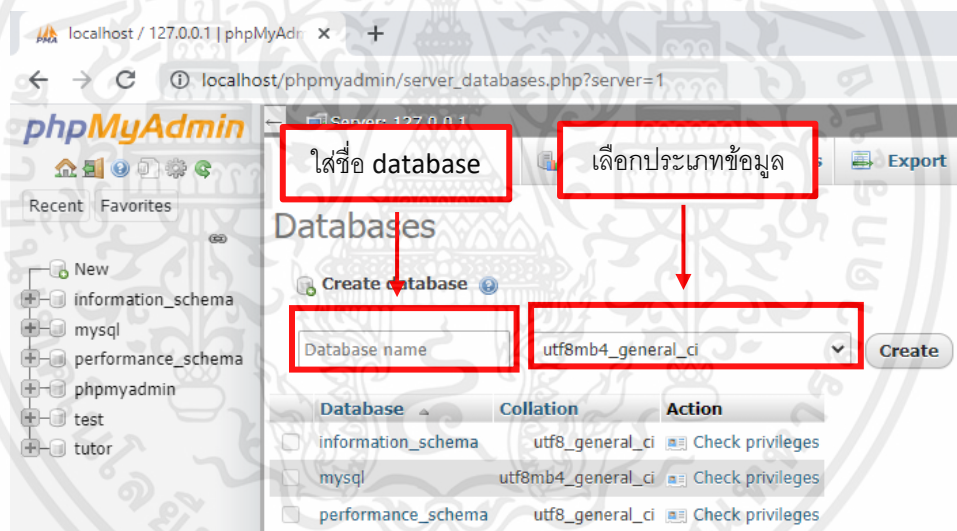 localhost / 127.0.0.1 | phpMyAdm
localhost/phpmyadmin/server_databases.php?server=1
phpMyAdmin
Server: 127.0.0.1
ใส่ชื่อ database
เลือกประเภทข้อมูล
Export
Recent Favorites
Databases
New
information_schema
mysql
performance_schema
phpmyadmin
test
tutor
Create database
Database name
utf8mb4_general_ci
Create
Database Collation Action
information_schema utf8_general_ci Check privileges
mysql utf8mb4_general_ci Check privileges
performance_schema utf8_general_ci Check privileges